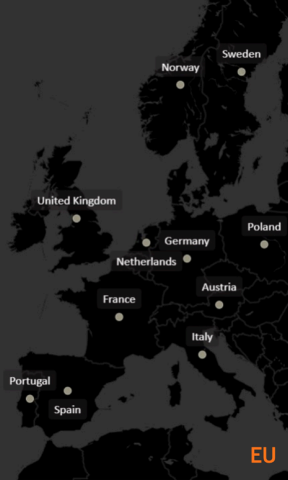 Sweden
Norway
United Kingdom
Poland
Germany
Netherlands
Austria
France
Italy
Portugal
Spain
EU